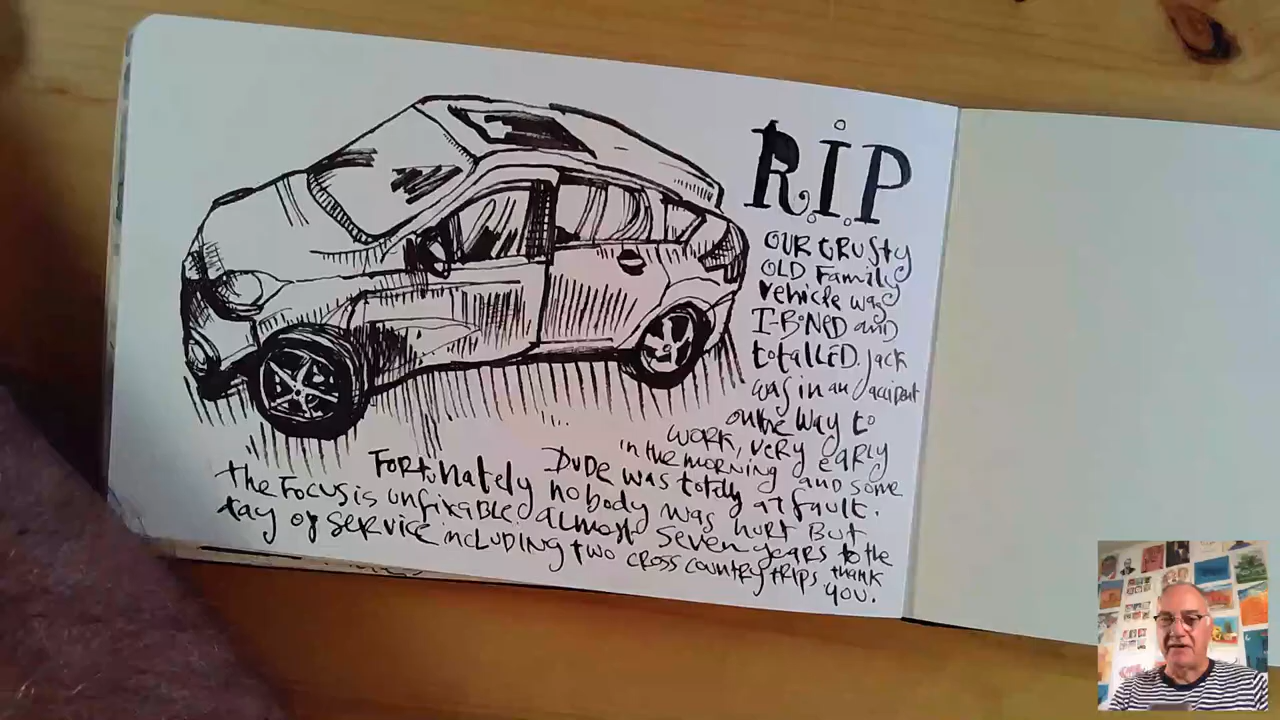 R.I.P
OUR CRUSTY
OLD Family
vehicle was
T-BONED and
totalLED. Jack
was in an accident
on the way to
WORK, very early
in the morning and some
Dude was totally at fault.
Fortunately nobody was hurt But
the Focus is unfixable. almost seven years to the
day of service including two cross country trips. thank
you.